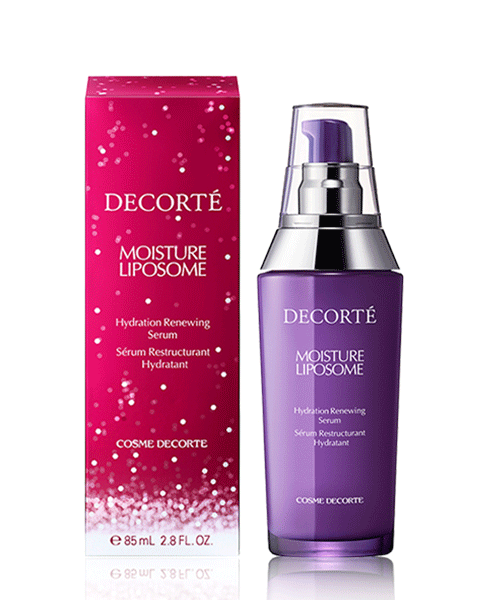 DECORTÉ
MOISTURE
LIPOSOME
Hydration Renewing
Serum
Sérum Restructurant
Hydratant
COSME DECORTE
℮ 85 mL 2.8 FL. OZ.
DECORTÉ
MOISTURE
LIPOSOME
Hydration Renewing
Serum
Sérum Restructurant
Hydratant
COSME DECORTE